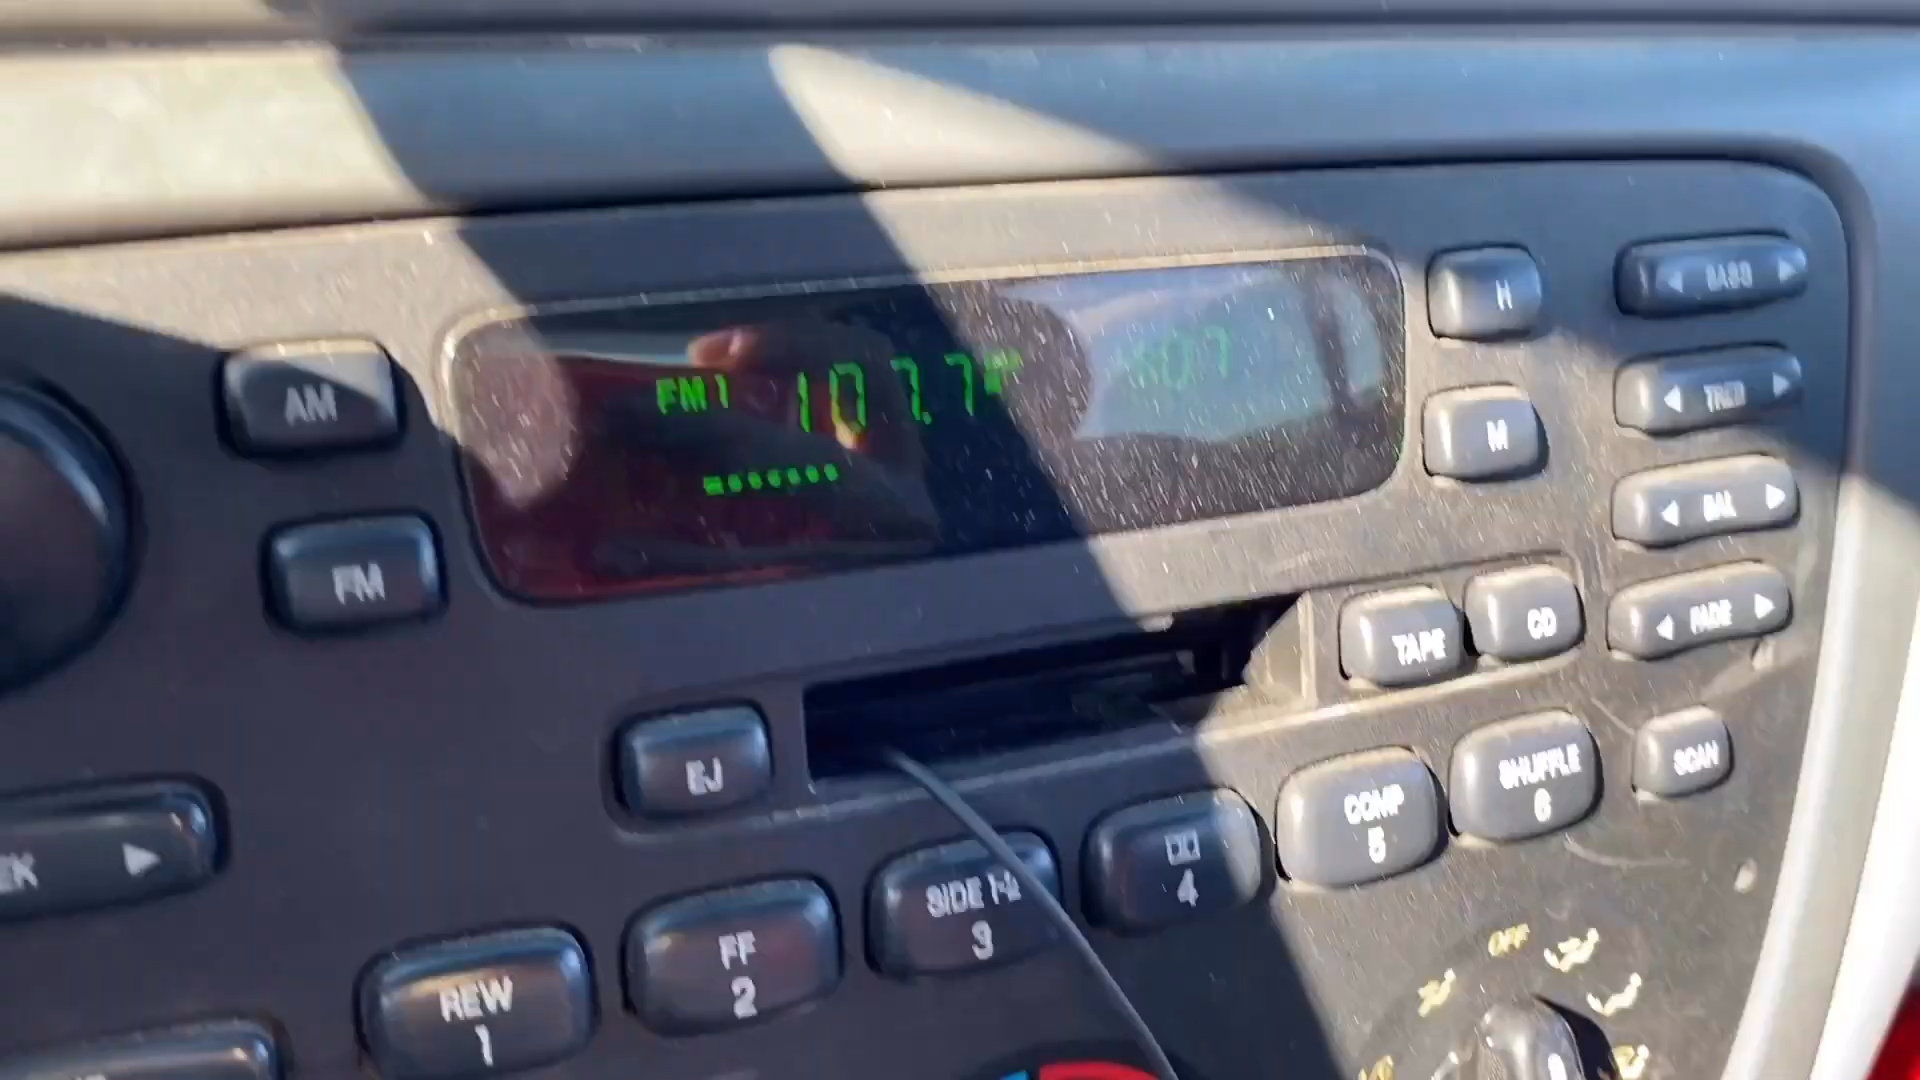 AM
FM 1 107.7
H
◀ BASS ▶
M
◀ TREB ▶
FM
◀ BAL ▶
TAPE
CD
◀ FADE ▶
EJ
REW
1
FF
2
SIDE 1-2
3
4
COMP
5
SHUFFLE
6
SCAN
OFF